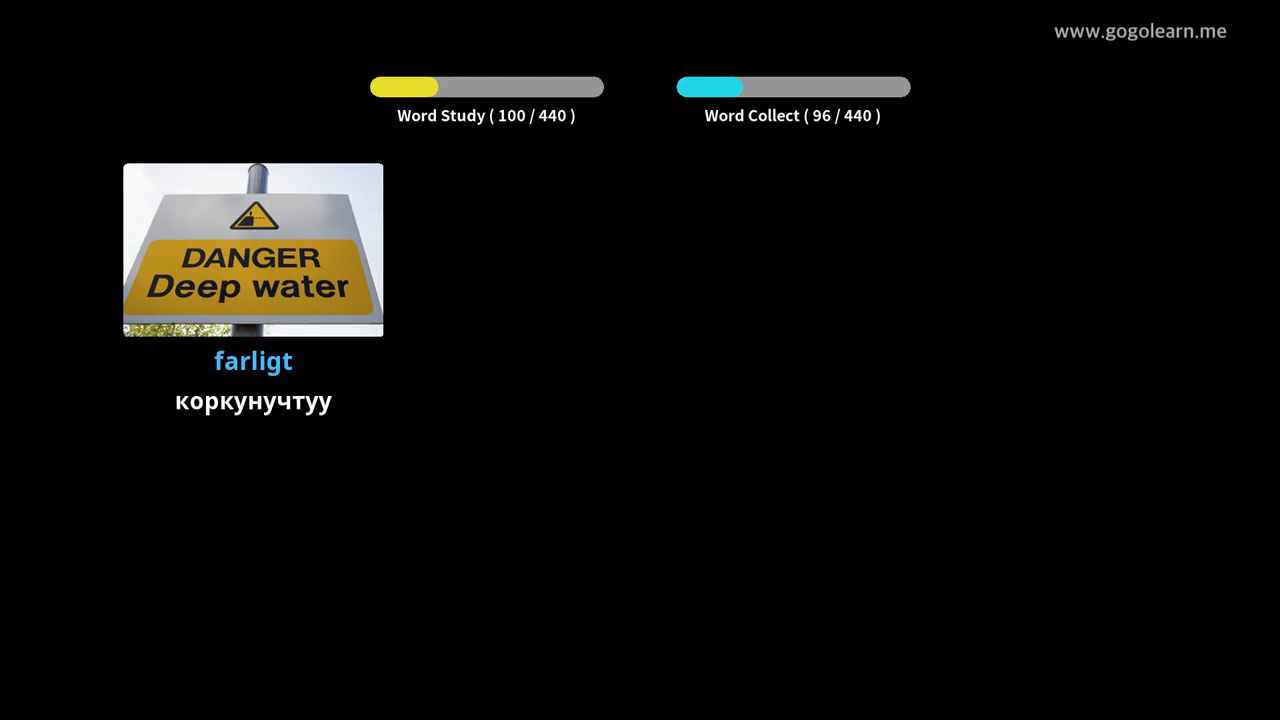 www.gogolearn.me
Word Study ( 100 / 440 )
Word Collect ( 96 / 440 )
DANGER
Deep water
farligt
коркунучтуу